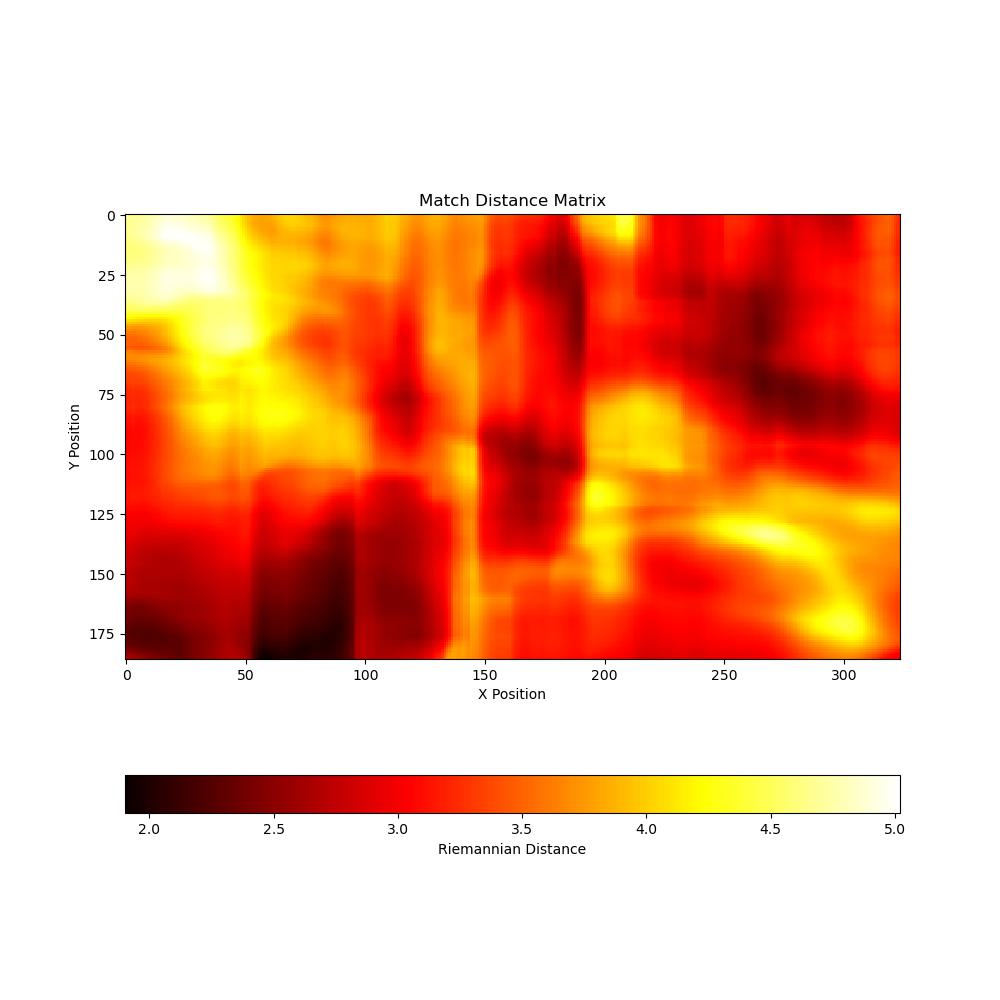 Match Distance Matrix
0
25
50
75
100
125
150
175
Y Position
0 50 100 150 200 250 300
X Position
2.0 2.5 3.0 3.5 4.0 4.5 5.0
Riemannian Distance